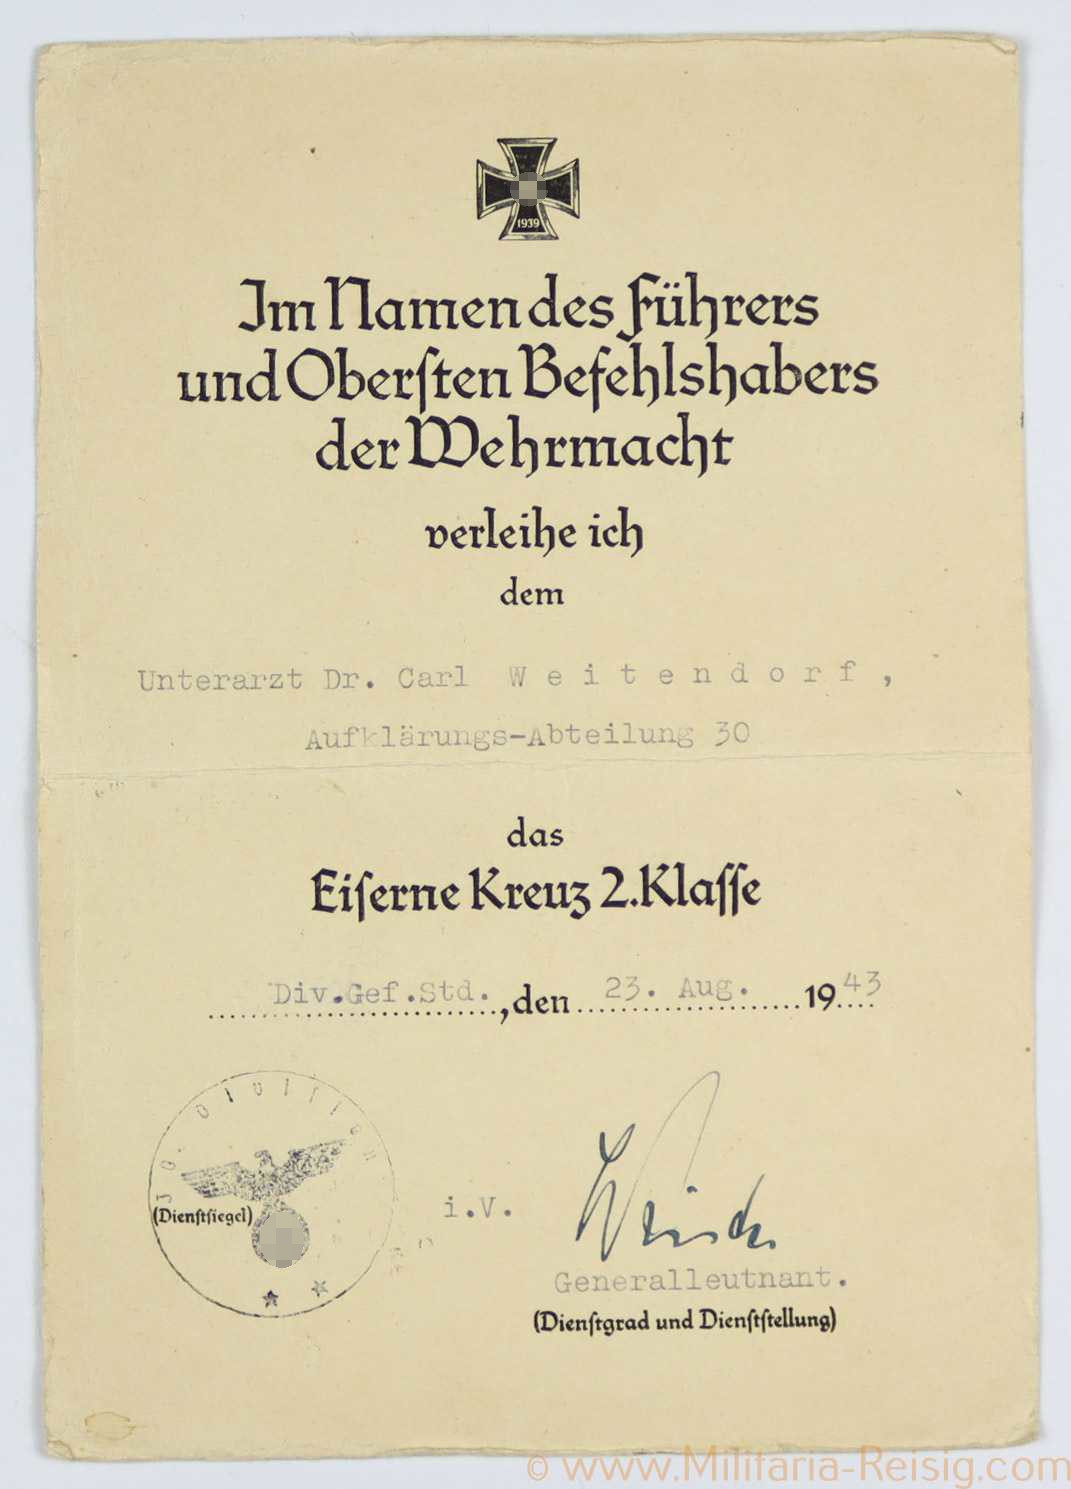 1939
Im Namen des Führers
und Oberſten Befehlshabers
der Wehrmacht
verleihe ich
dem
Unterarzt Dr. Carl W e i t e n d o r f ,
Aufklärungs-Abteilung 30
das
Eiſerne Kreuz 2. Klaſſe
Div.Gef.Std. , den 23. Aug. 1943
30. Diviſion
(Dienſtſiegel)
i.V.
Generalleutnant.
(Dienſtgrad und Dienſtſtellung)
© www.Militaria-Reisig.com